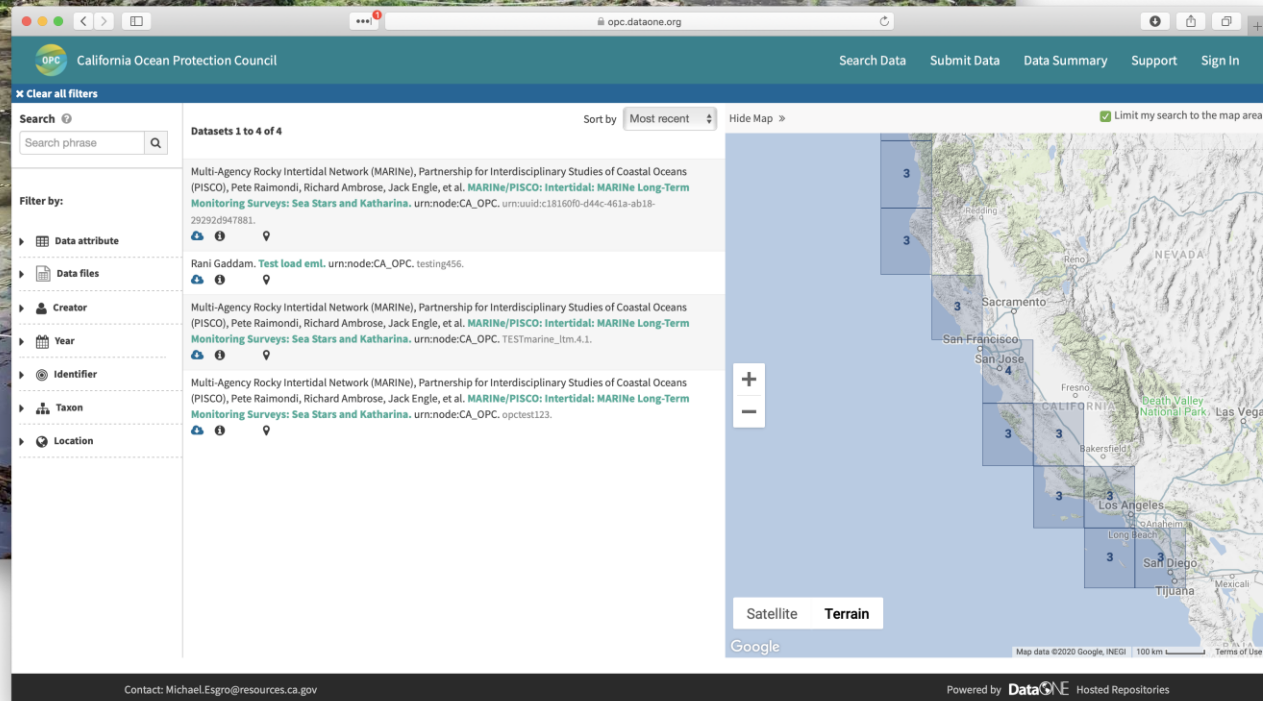 1
opc.dataone.org
OPC
California Ocean Protection Council
Search Data
Submit Data
Data Summary
Support
Sign In
Clear all filters
Search
Search phrase
Filter by:
Data attribute
Data files
Creator
Year
Identifier
Taxon
Location
Datasets 1 to 4 of 4
Sort by
Most recent
Multi-Agency Rocky Intertidal Network (MARINe), Partnership for Interdisciplinary Studies of Coastal Oceans
(PISCO), Pete Raimondi, Richard Ambrose, Jack Engle, et al. MARINe/PISCO: Intertidal: MARINe Long-Term
Monitoring Surveys: Sea Stars and Katharina. urn:node:CA_OPC. urn:uuid:c18160f0-d44c-461a-ab18-
29292d947881.
Rani Gaddam. Test load eml. urn:node:CA_OPC. testing456.
Multi-Agency Rocky Intertidal Network (MARINe), Partnership for Interdisciplinary Studies of Coastal Oceans
(PISCO), Pete Raimondi, Richard Ambrose, Jack Engle, et al. MARINe/PISCO: Intertidal: MARINe Long-Term
Monitoring Surveys: Sea Stars and Katharina. urn:node:CA_OPC. TESTmarine_ltm.4.1.
Multi-Agency Rocky Intertidal Network (MARINe), Partnership for Interdisciplinary Studies of Coastal Oceans
(PISCO), Pete Raimondi, Richard Ambrose, Jack Engle, et al. MARINe/PISCO: Intertidal: MARINe Long-Term
Monitoring Surveys: Sea Stars and Katharina. urn:node:CA_OPC. opctest123.
Hide Map »
Limit my search to the map area
3
Redding
3
Reno
NEVADA
3
Sacramento
San Francisco
San Jose
4
Fresno
CALIFORNIA
Death Valley
National Park
Las Vega
3
3
Bakersfield
3
3
Los Angeles
Anaheim
Long Beach
3
3
San Diego
Tijuana
Mexicali
+
−
Satellite
Terrain
Google
Map data ©2020 Google, INEGI
100 km
Terms of Use
Contact: Michael.Esgro@resources.ca.gov
Powered by DataONE Hosted Repositories